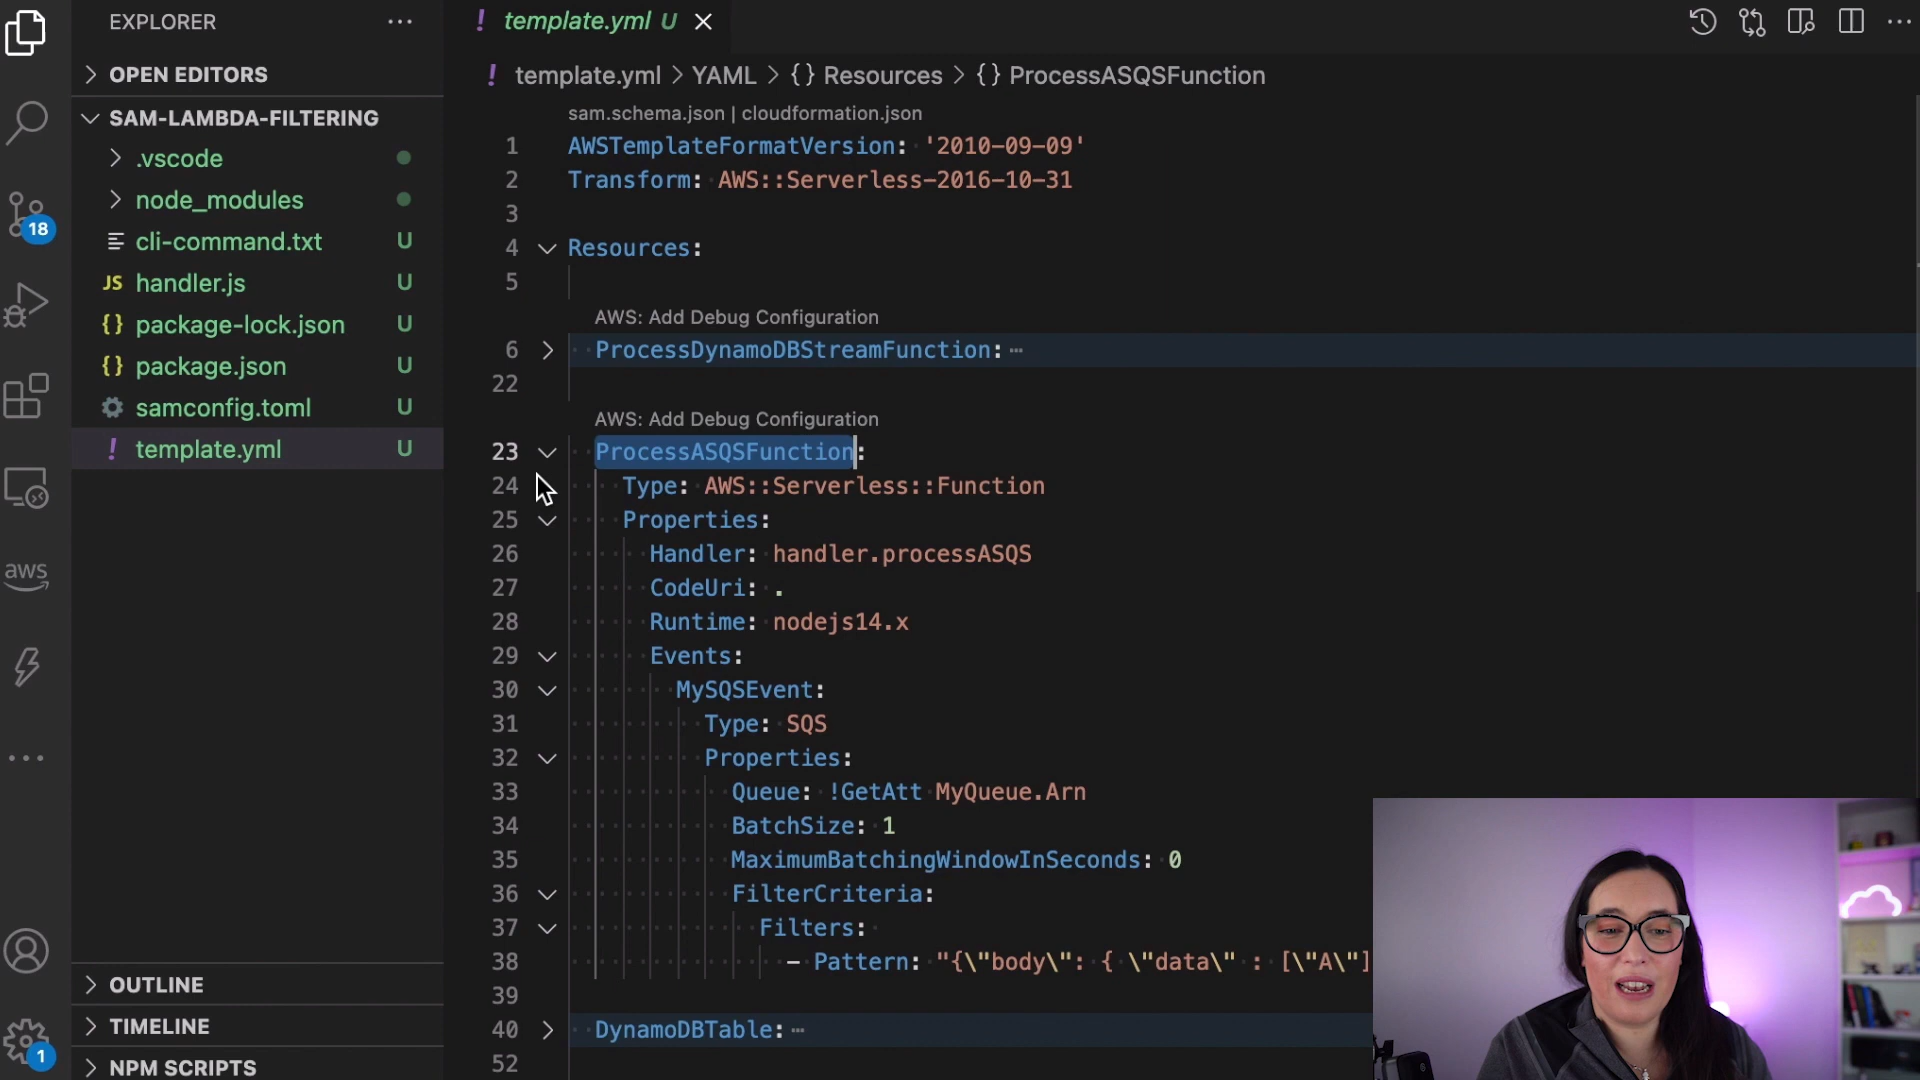 EXPLORER
OPEN EDITORS
SAM-LAMBDA-FILTERING
.vscode
node_modules
cli-command.txt U
JS handler.js U
{} package-lock.json U
{} package.json U
samconfig.toml U
! template.yml U
18
aws
1
OUTLINE
TIMELINE
NPM SCRIPTS
! template.yml U
! template.yml > YAML > {} Resources > {} ProcessASQSFunction
sam.schema.json | cloudformation.json
1 AWSTemplateFormatVersion: '2010-09-09'
2 Transform: AWS::Serverless-2016-10-31
3
4 Resources:
5
AWS: Add Debug Configuration
6 ProcessDynamoDBStreamFunction: ⋯
22
AWS: Add Debug Configuration
23 ProcessASQSFunction:
24 Type: AWS::Serverless::Function
25 Properties:
26 Handler: handler.processASQS
27 CodeUri: .
28 Runtime: nodejs14.x
29 Events:
30 MySQSEvent:
31 Type: SQS
32 Properties:
33 Queue: !GetAtt MyQueue.Arn
34 BatchSize: 1
35 MaximumBatchingWindowInSeconds: 0
36 FilterCriteria:
37 Filters:
38 - Pattern: "{\"body\": { \"data\" : [\"A\"]
39
40 DynamoDBTable: ⋯
52